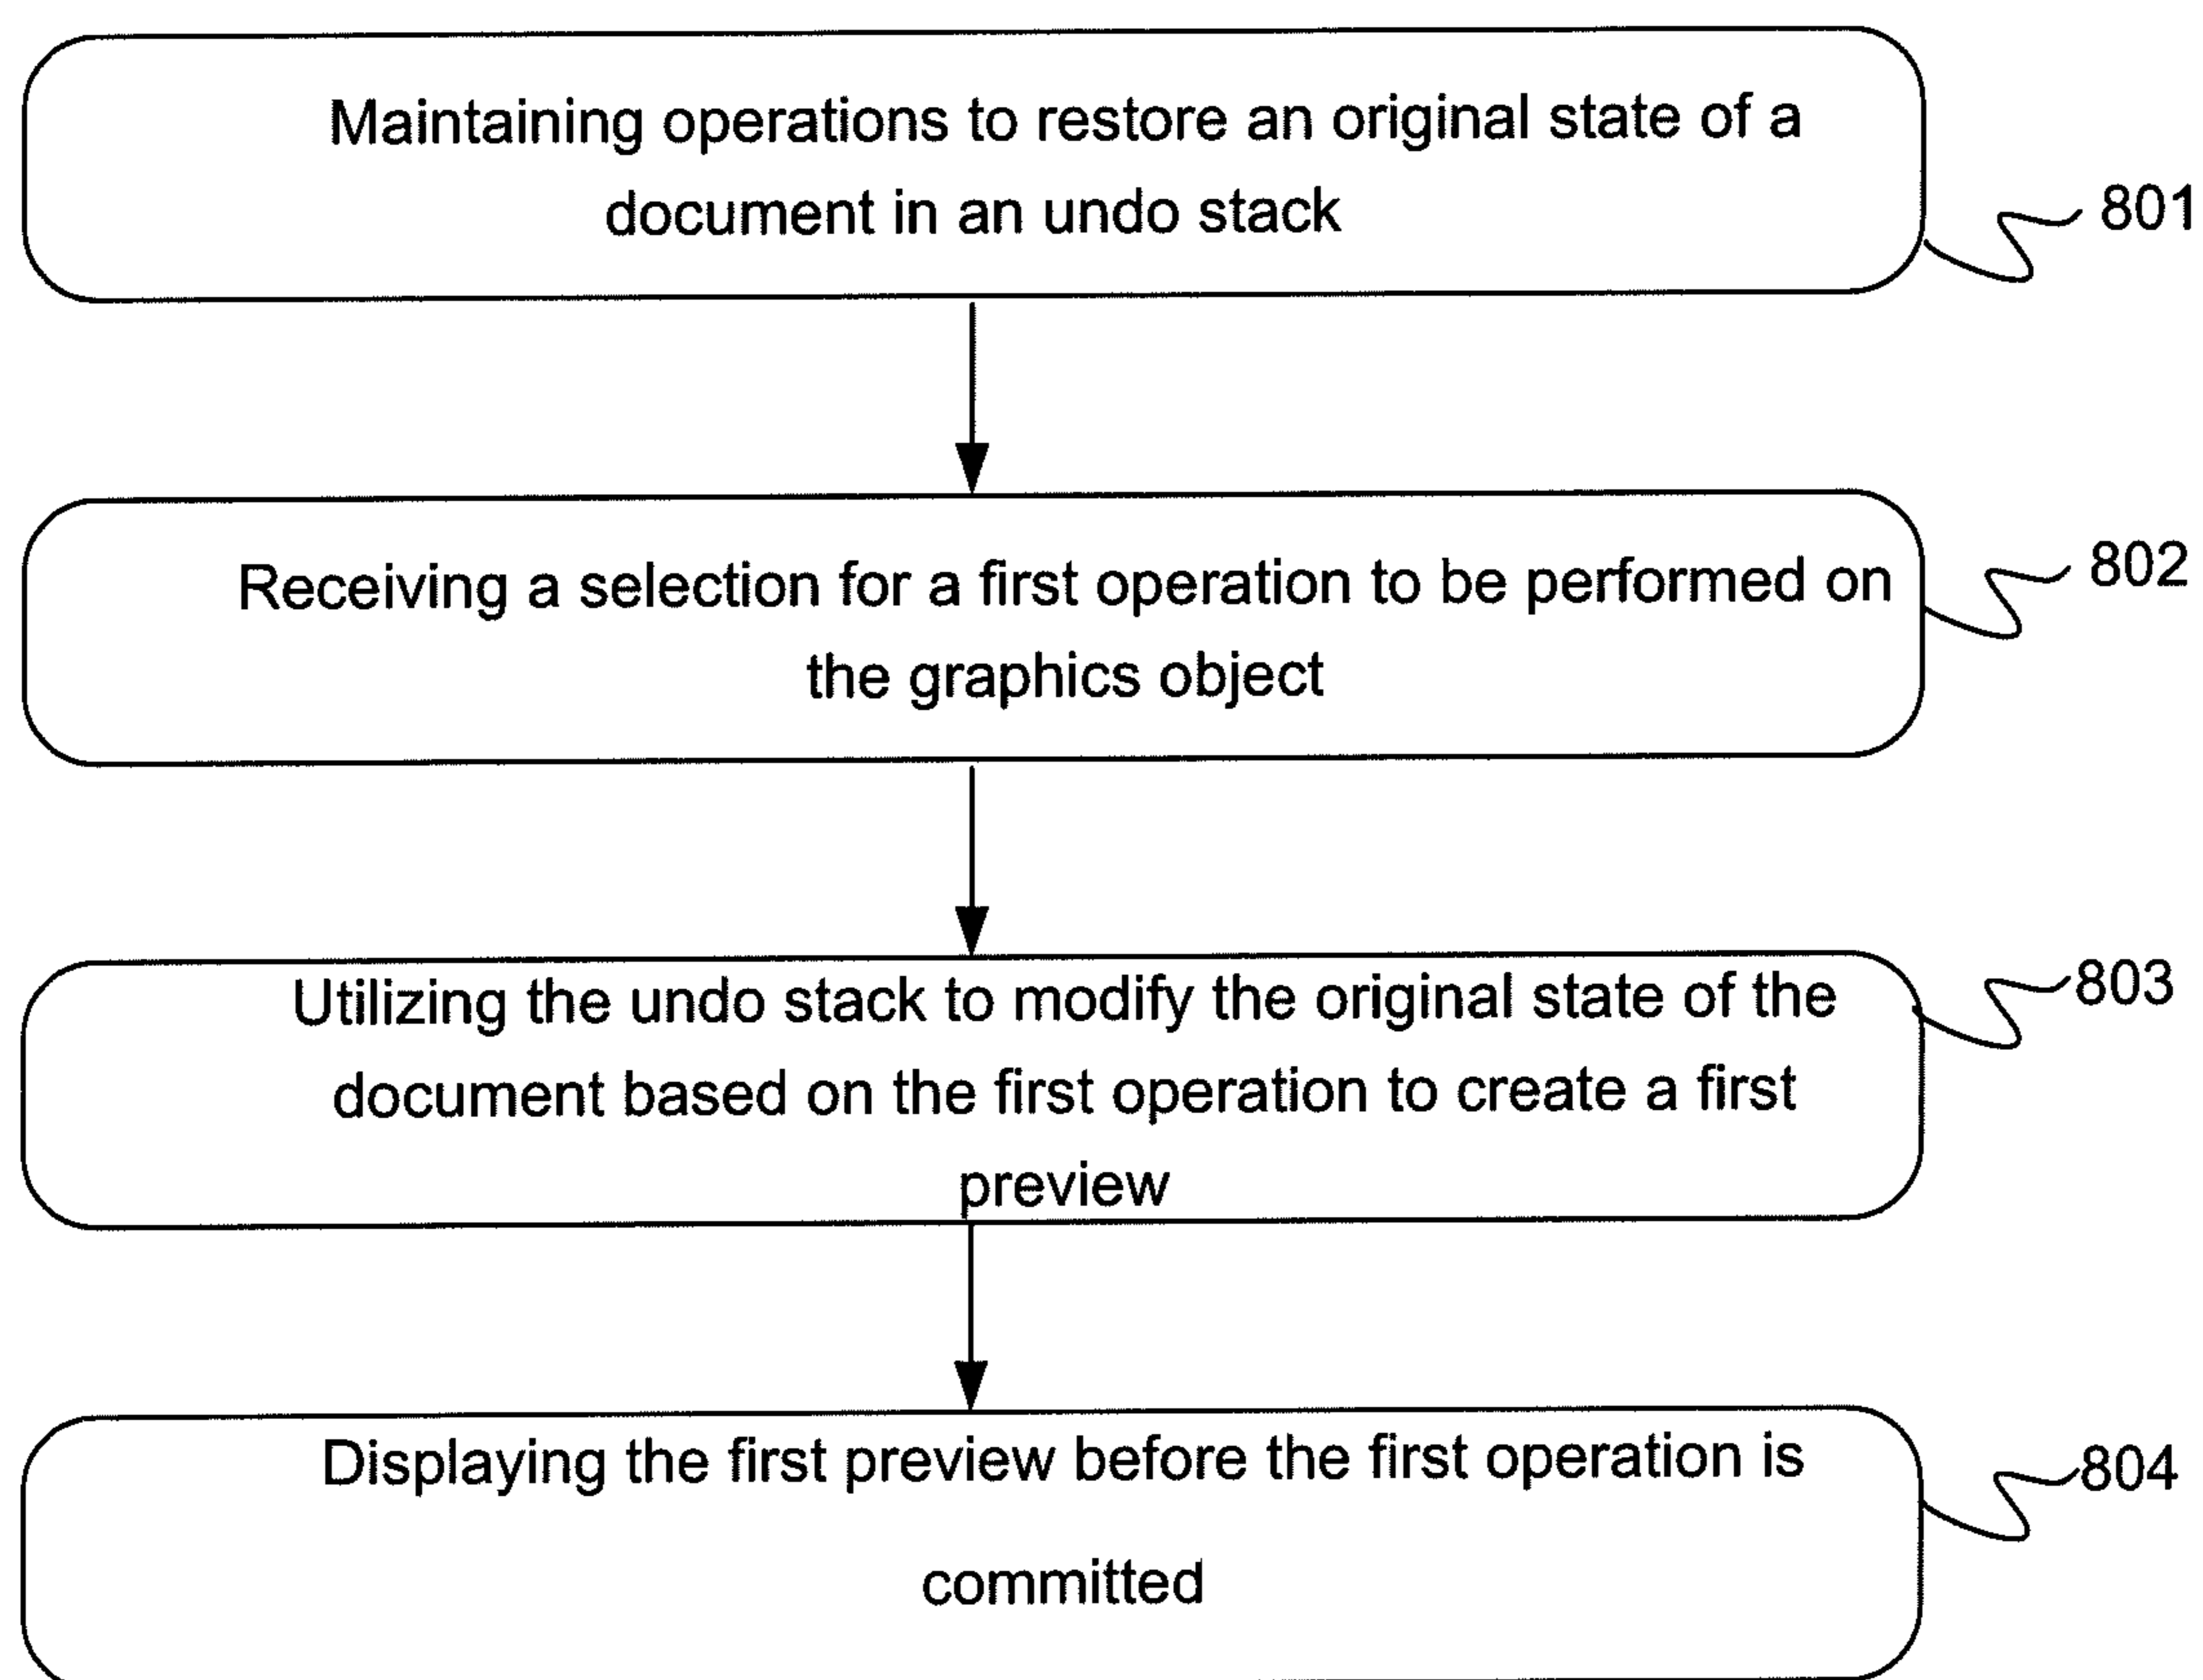 Maintaining operations to restore an original state of a
document in an undo stack
801
Receiving a selection for a first operation to be performed on
the graphics object
802
Utilizing the undo stack to modify the original state of the
document based on the first operation to create a first
preview
803
Displaying the first preview before the first operation is
committed
804